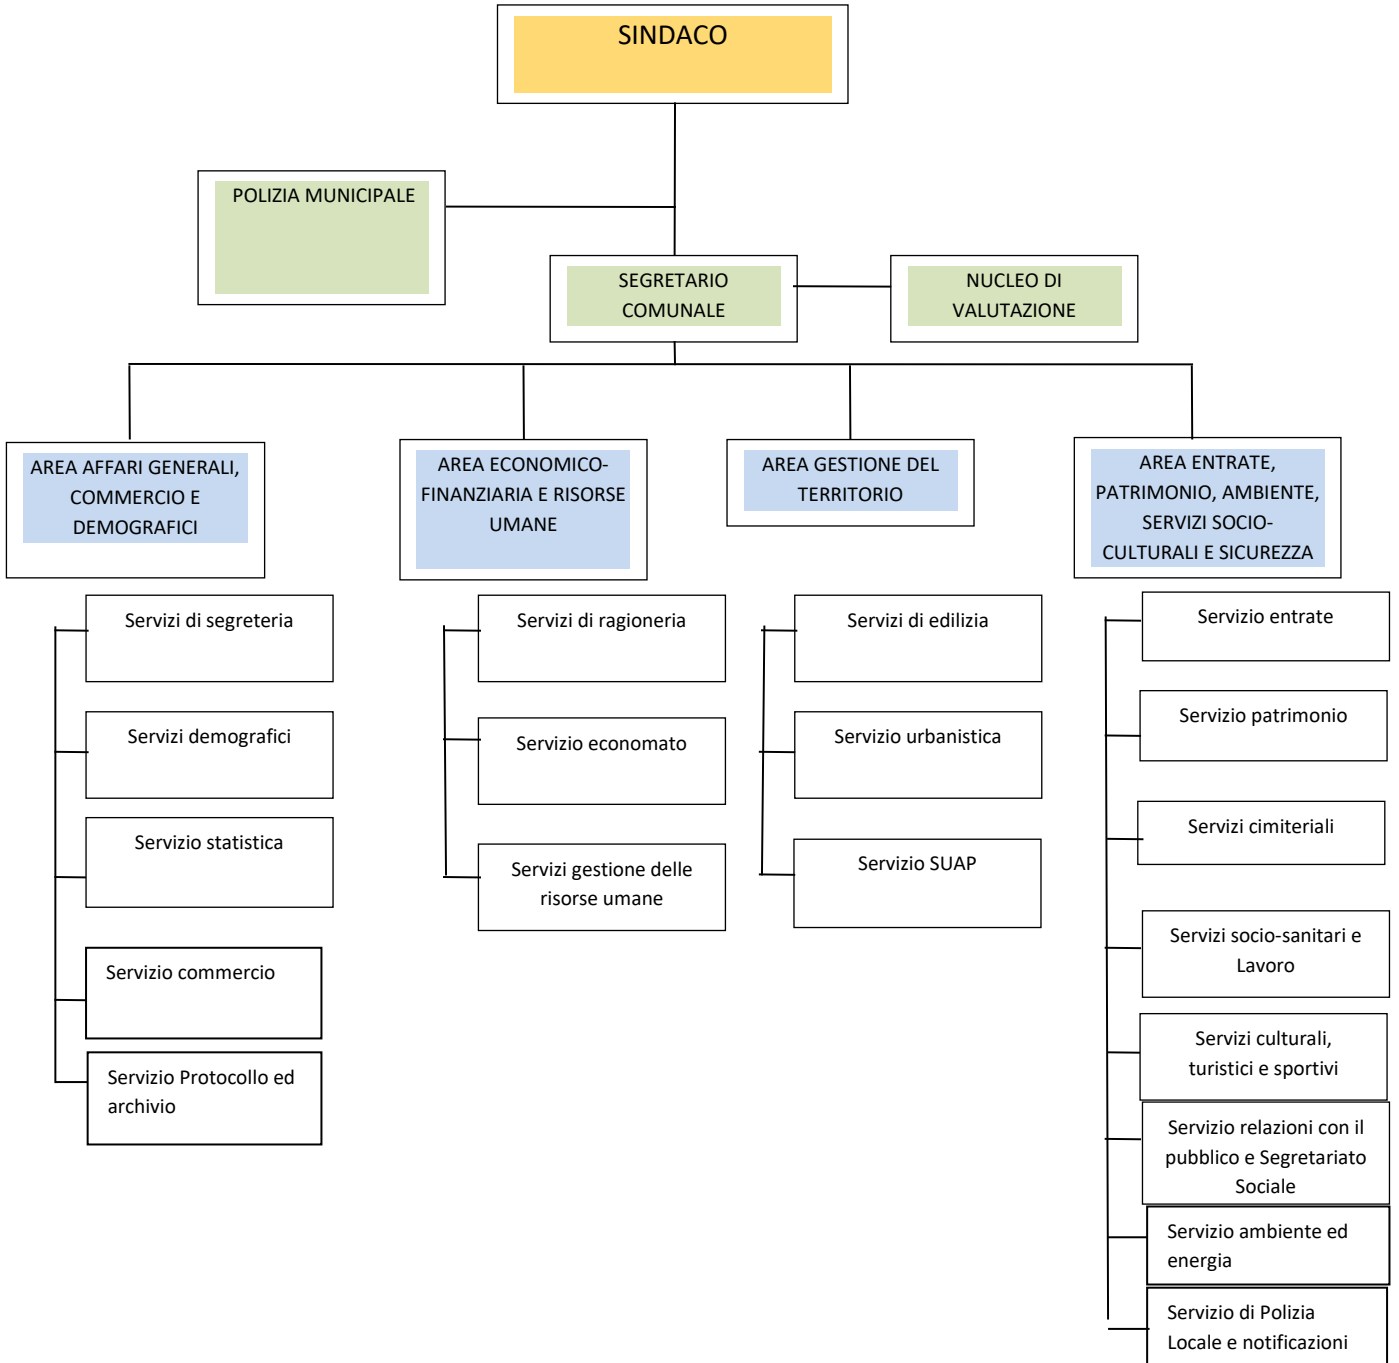 SINDACO
POLIZIA MUNICIPALE
SEGRETARIO
COMUNALE
NUCLEO DI
VALUTAZIONE
AREA AFFARI GENERALI,
COMMERCIO E
DEMOGRAFICI
AREA ECONOMICO-
FINANZIARIA E RISORSE
UMANE
AREA GESTIONE DEL
TERRITORIO
AREA ENTRATE,
PATRIMONIO, AMBIENTE,
SERVIZI SOCIO-
CULTURALI E SICUREZZA
Servizi di segreteria
Servizi demografici
Servizio statistica
Servizio commercio
Servizio Protocollo ed
archivio
Servizi di ragioneria
Servizio economato
Servizi gestione delle
risorse umane
Servizi di edilizia
Servizio urbanistica
Servizio SUAP
Servizio entrate
Servizio patrimonio
Servizi cimiteriali
Servizi socio-sanitari e
Lavoro
Servizi culturali,
turistici e sportivi
Servizio relazioni con il
pubblico e Segretariato
Sociale
Servizio ambiente ed
energia
Servizio di Polizia
Locale e notificazioni